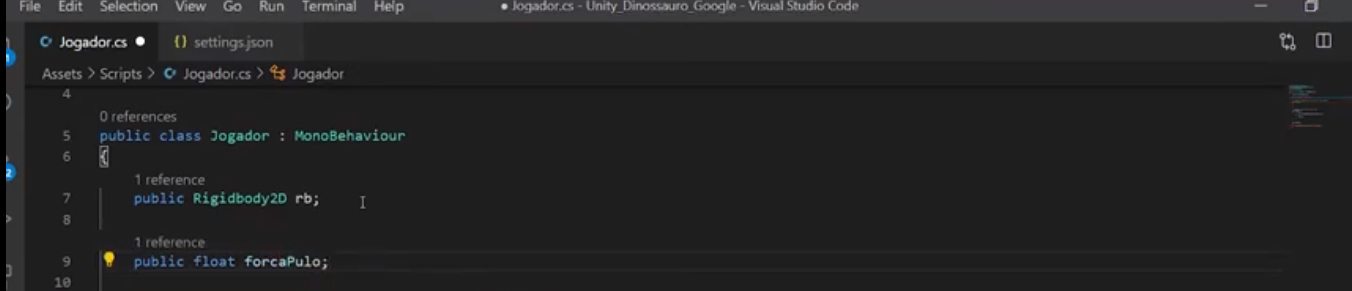 File Edit Selection View Go Run Terminal Help ● Jogador.cs - Unity_Dinossauro_Google - Visual Studio Code
Jogador.cs ● {} settings.json
Assets > Scripts > Jogador.cs > Jogador
4
0 references
5 public class Jogador : MonoBehaviour
6 {
1 reference
7 public Rigidbody2D rb;
8
1 reference
9 public float forcaPulo;
10